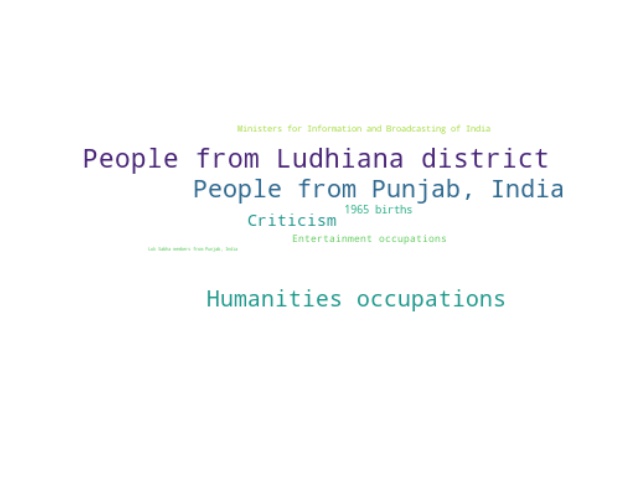 Ministers for Information and Broadcasting of India
People from Ludhiana district
People from Punjab, India
1965 births
Criticism
Entertainment occupations
Lok Sabha members from Punjab, India
Humanities occupations